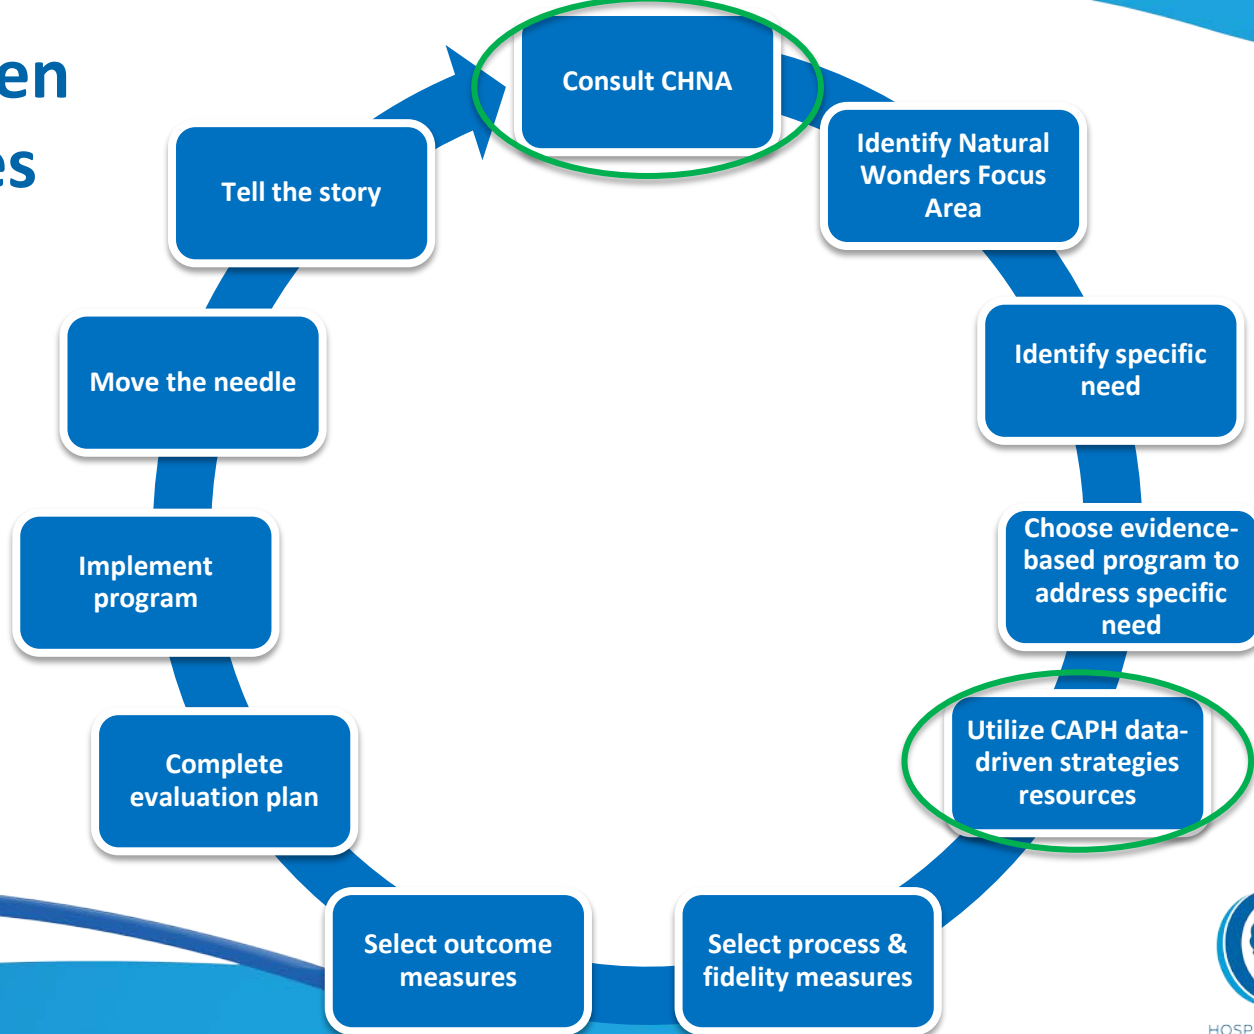 en
es
Consult CHNA
Identify Natural
Wonders Focus
Area
Identify specific
need
Choose evidence-
based program to
address specific
need
Utilize CAPH data-
driven strategies
resources
Select process &
fidelity measures
Select outcome
measures
Complete
evaluation plan
Implement
program
Move the needle
Tell the story
HOSP